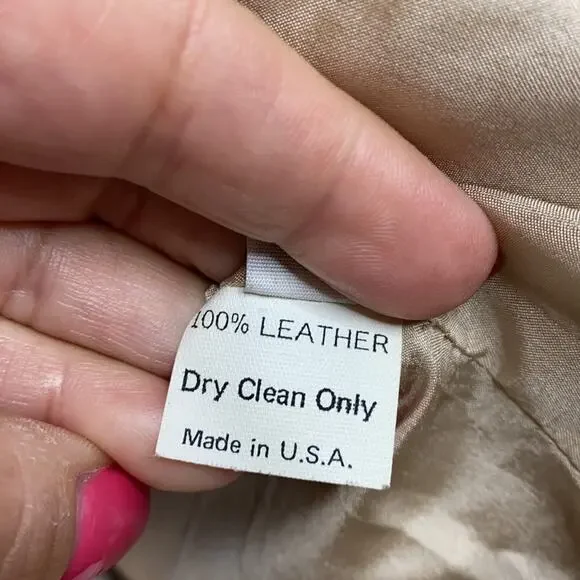 100% LEATHER
Dry Clean Only
Made in U.S.A.